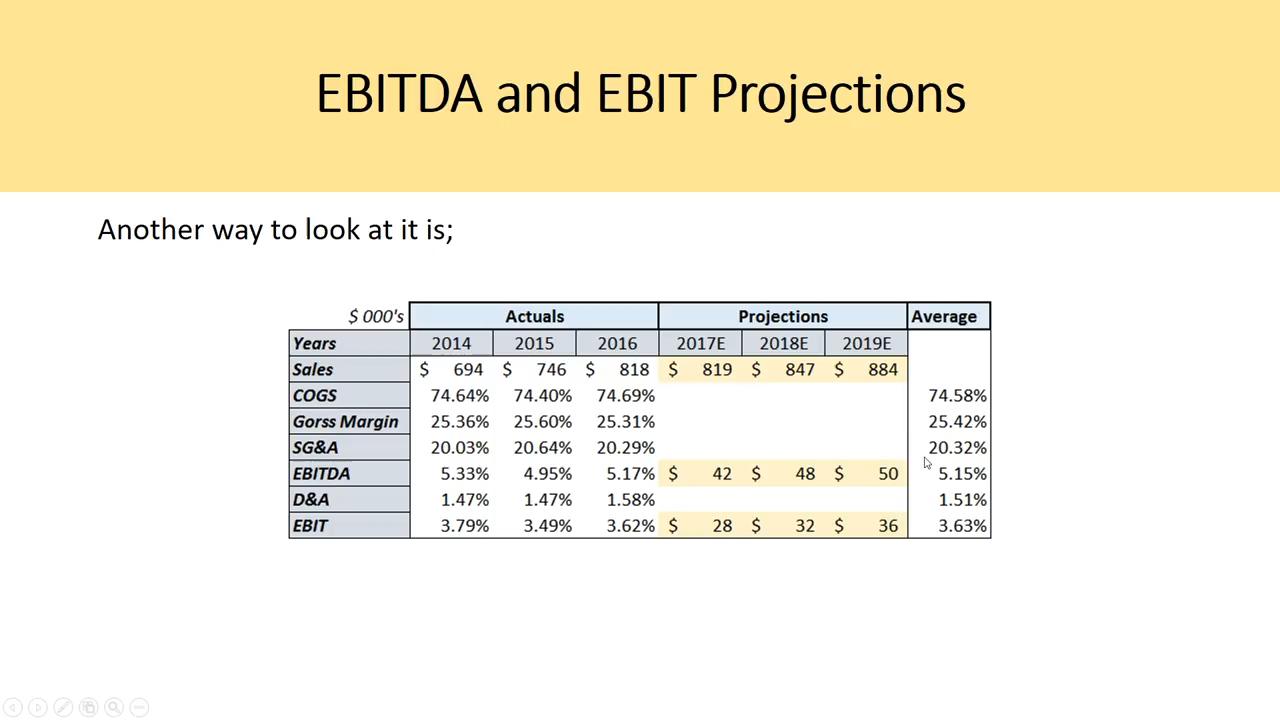 EBITDA and EBIT Projections
Another way to look at it is;
$ 000's Actuals Projections Average
Years 2014 2015 2016 2017E 2018E 2019E
Sales $ 694 $ 746 $ 818 $ 819 $ 847 $ 884
COGS 74.64% 74.40% 74.69% 74.58%
Gorss Margin 25.36% 25.60% 25.31% 25.42%
SG&A 20.03% 20.64% 20.29% 20.32%
EBITDA 5.33% 4.95% 5.17% $ 42 $ 48 $ 50 5.15%
D&A 1.47% 1.47% 1.58% 1.51%
EBIT 3.79% 3.49% 3.62% $ 28 $ 32 $ 36 3.63%